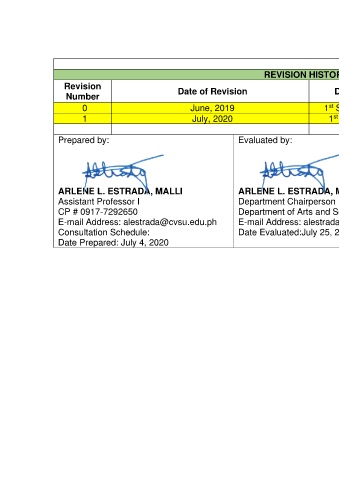 REVISION HISTOR
Revision Number
Date of Revision
D
0
June, 2019
1st S
1
July, 2020
1st
Prepared by:
Evaluated by:
ARLENE L. ESTRADA, MALLI
Assistant Professor I
CP # 0917-7292650
E-mail Address: alestrada@cvsu.edu.ph
Consultation Schedule:
Date Prepared: July 4, 2020
ARLENE L. ESTRADA, M
Department Chairperson
Department of Arts and S
E-mail Address: alestrada
Date Evaluated:July 25, 2